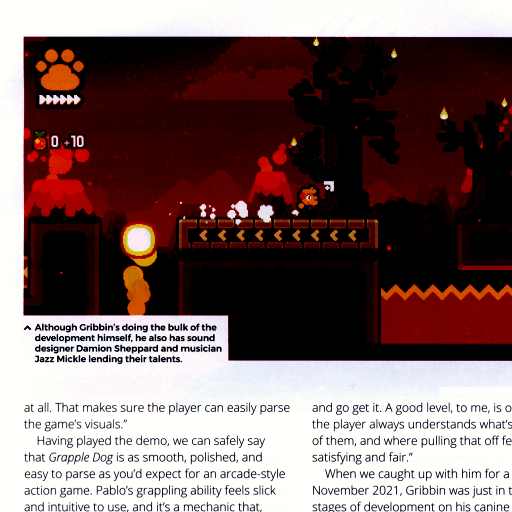 0 +10
+1
Although Gribbin's doing the bulk of the
development himself, he also has sound
designer Damion Sheppard and musician
Jazz Mickle lending their talents.
at all. That makes sure the player can easily parse
the game's visuals."
Having played the demo, we can safely say
that Grapple Dog is as smooth, polished, and
easy to parse as you'd expect for an arcade-style
action game. Pablo's grappling ability feels slick
and intuitive to use, and it's a mechanic that,
and go get it. A good level, to me, is
the player always understands what's
of them, and where pulling that off
satisfying and fair."
When we caught up with him for a
November 2021, Gribbin was just in
stages of development on his canine